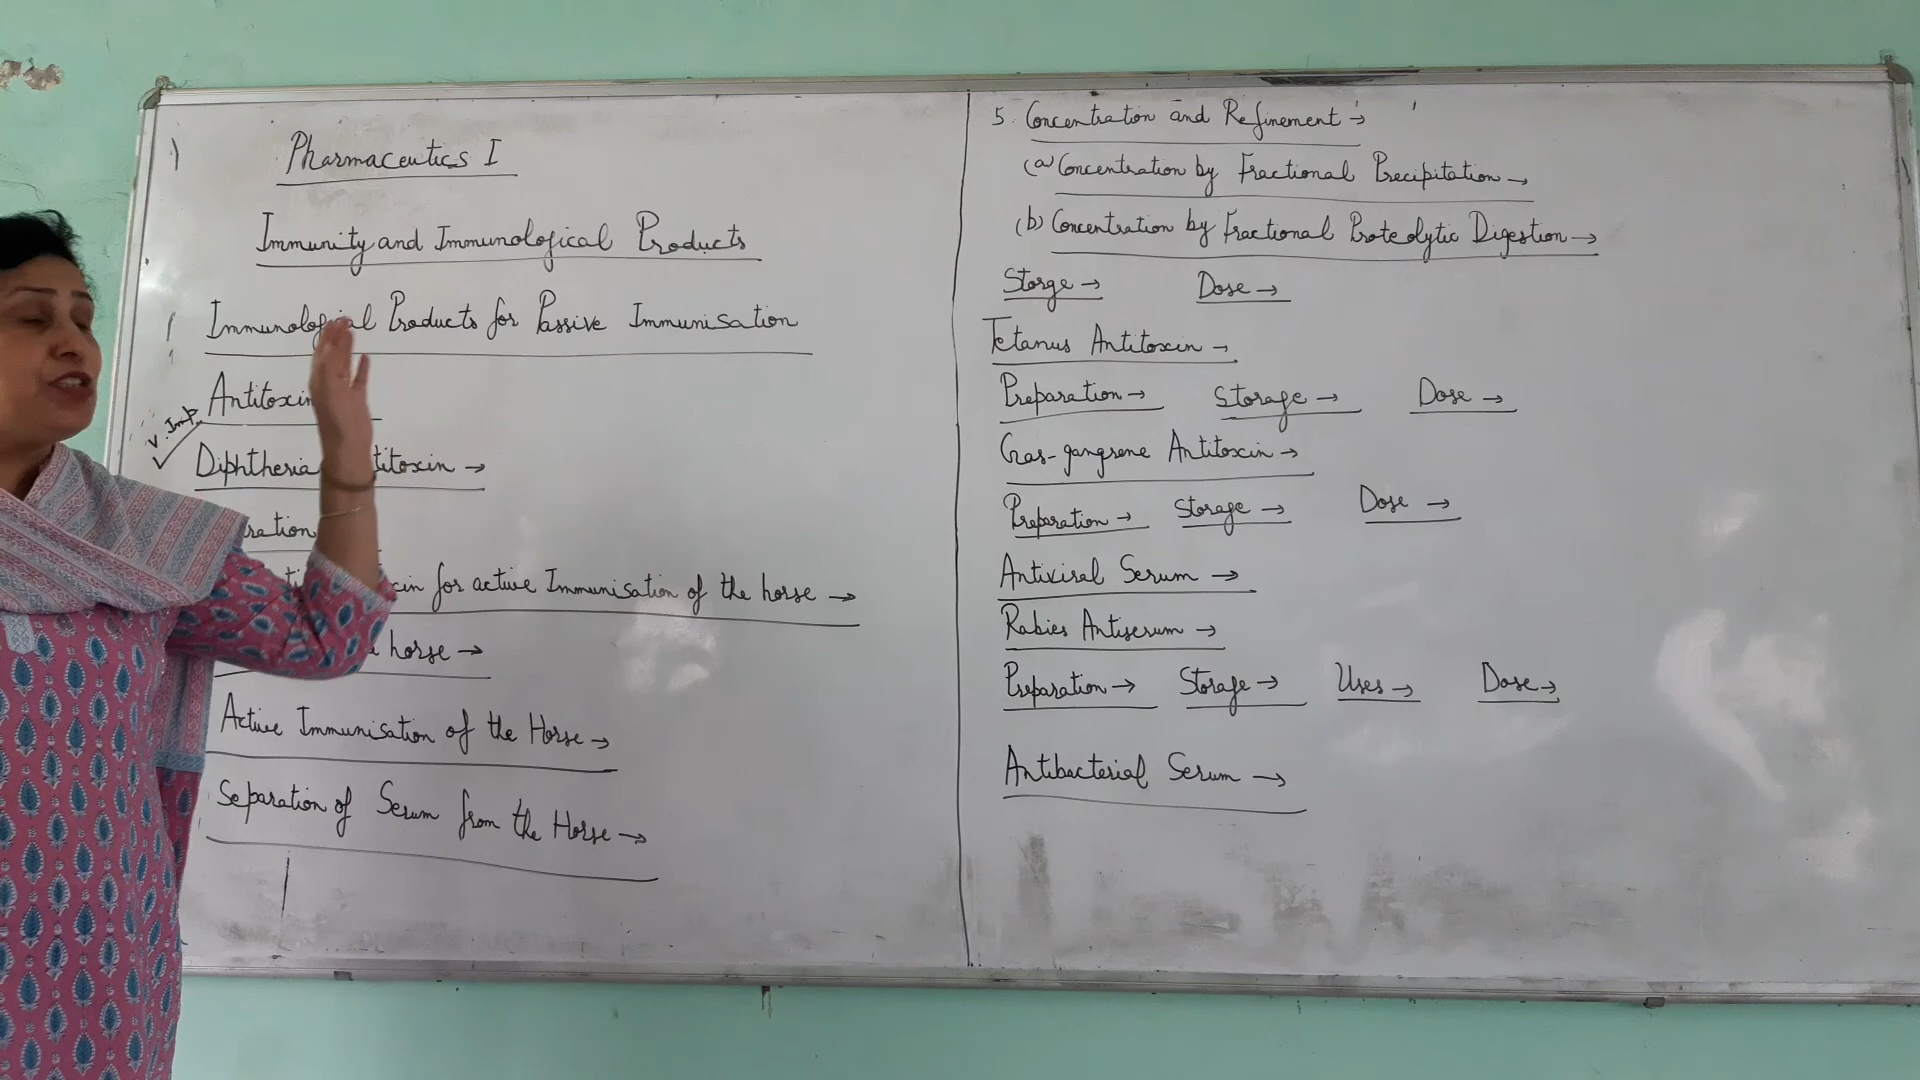 Pharmaceutics I
Immunity and Immunological Products
Immunological Products for Passive Immunisation
Antitoxin
V. Imp.
Diphtheria titoxin →
ration
cin for active Immunisation of the horse →
horse →
Active Immunisation of the Horse →
Separation of Serum from the Horse →
5. Concentration and Refinement →
(a) Concentration by Fractional Precipitation →
(b) Concentration by Fractional Proteolytic Digestion →
Storge → Dose →
Tetanus Antitoxin →
Preparation → Storage → Dose →
Gas-gangrene Antitoxin →
Preparation → Storage → Dose →
Antiviral Serum →
Rabies Antiserum →
Preparation → Storage → Uses → Dose →
Antibacterial Serum →